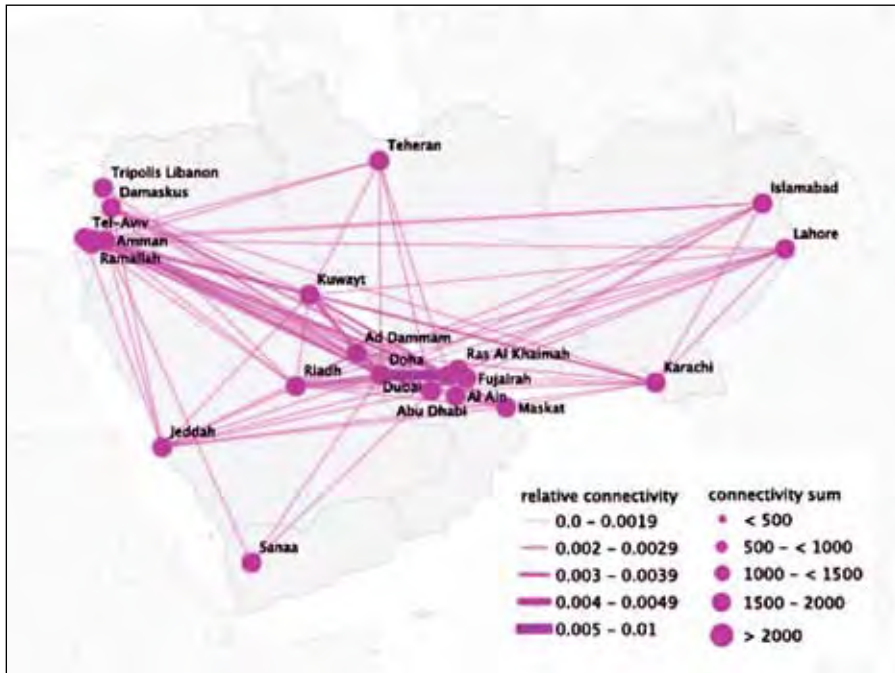 Teheran
Tripolis Libanon
Damaskus
Islamabad
Tel-Aviv
Amman
Lahore
Ramallah
Kuwayt
Ad Dammam
Ras Al Khaimah
Doha
Riadh
Karachi
Fujairah
Dubai
Al Ain
Abu Dhabi
Maskat
Jeddah
Sanaa
relative connectivity
0.0 – 0.0019
0.002 – 0.0029
0.003 – 0.0039
0.004 – 0.0049
0.005 – 0.01
connectivity sum
< 500
500 – < 1000
1000 – < 1500
1500 – 2000
> 2000